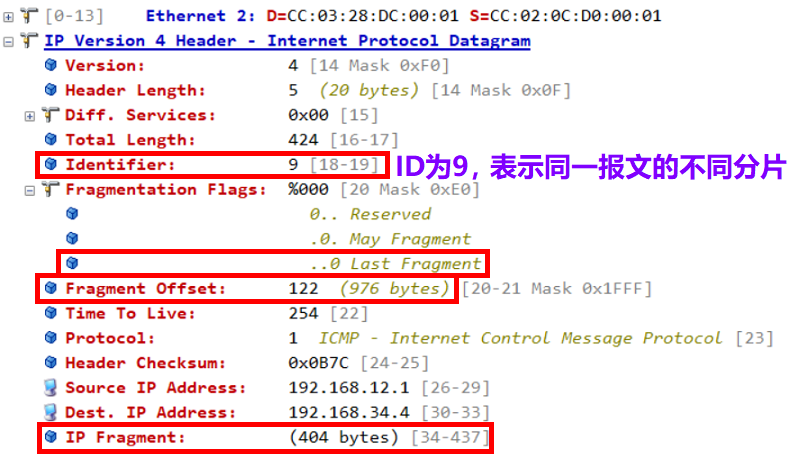 [0-13] Ethernet 2: D=CC:03:28:DC:00:01 S=CC:02:0C:D0:00:01
IP Version 4 Header - Internet Protocol Datagram
Version: 4 [14 Mask 0xF0]
Header Length: 5 (20 bytes) [14 Mask 0x0F]
Diff. Services: 0x00 [15]
Total Length: 424 [16-17]
Identifier: 9 [18-19] ID为9，表示同一报文的不同分片
Fragmentation Flags: %000 [20 Mask 0xE0]
0.. Reserved
.0. May Fragment
..0 Last Fragment
Fragment Offset: 122 (976 bytes) [20-21 Mask 0x1FFF]
Time To Live: 254 [22]
Protocol: 1 ICMP - Internet Control Message Protocol [23]
Header Checksum: 0x0B7C [24-25]
Source IP Address: 192.168.12.1 [26-29]
Dest. IP Address: 192.168.34.4 [30-33]
IP Fragment: (404 bytes) [34-437]